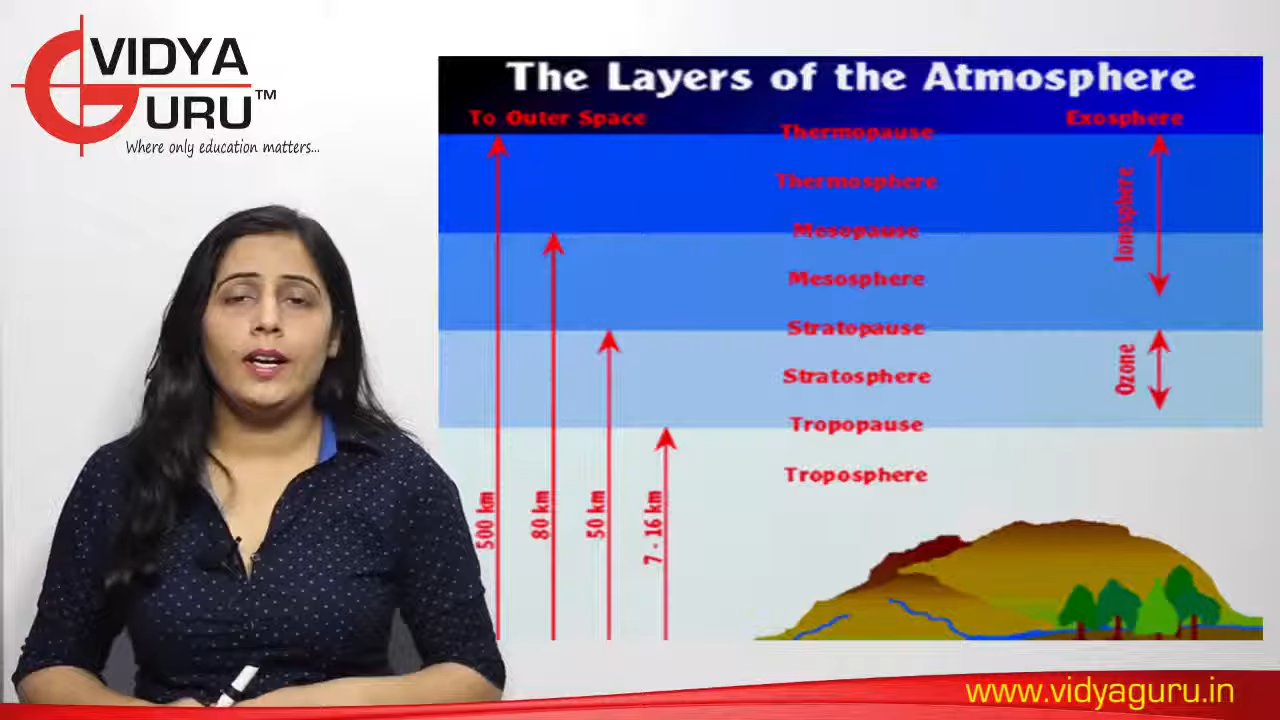 VIDYA
GURU™
Where only education matters...
The Layers of the Atmosphere
To Outer Space
Exosphere
Thermopause
Thermosphere
Ionosphere
Mesopause
Mesosphere
Stratopause
Ozone
Stratosphere
Tropopause
Troposphere
500 km
80 km
50 km
7 - 16 km
www.vidyaguru.in